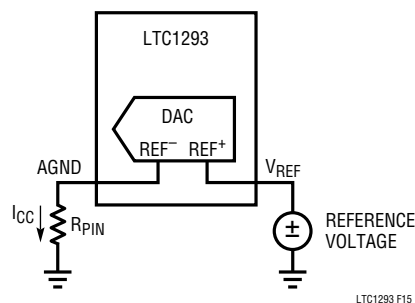 LTC1293
DAC
REF⁻ REF⁺
AGND
V_REF
I_CC
R_PIN
±
REFERENCE
VOLTAGE
LTC1293 F15